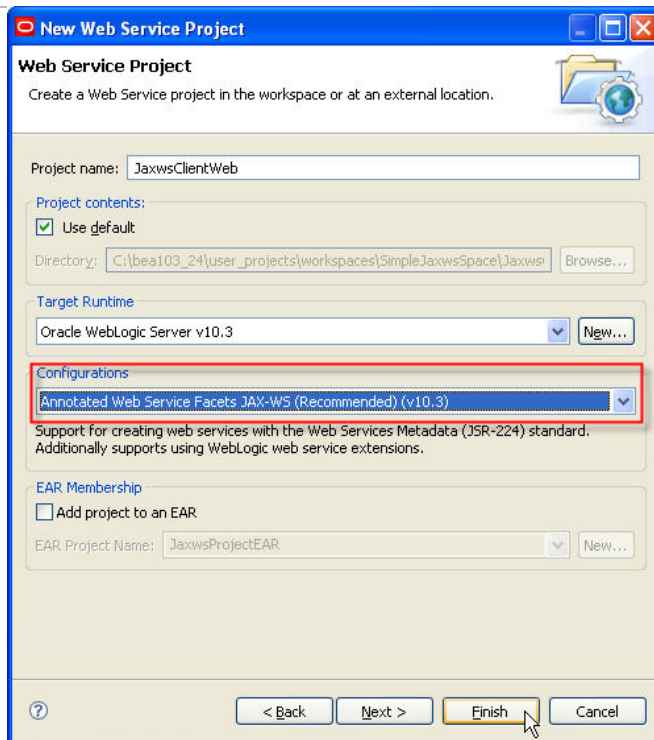 New Web Service Project
Web Service Project
Create a Web Service project in the workspace or at an external location.
Project name: JaxwsClientWeb
Project contents:
Use default
Directory: C:\bea103_24\user_projects\workspaces\SimpleJaxwsSpace\Jaxws Browse...
Target Runtime
Oracle WebLogic Server v10.3 New...
Configurations
Annotated Web Service Facets JAX-WS (Recommended) (v10.3)
Support for creating web services with the Web Services Metadata (JSR-224) standard.
Additionally supports using WebLogic web service extensions.
EAR Membership
Add project to an EAR
EAR Project Name: JaxwsProjectEAR New...
? < Back Next > Finish Cancel